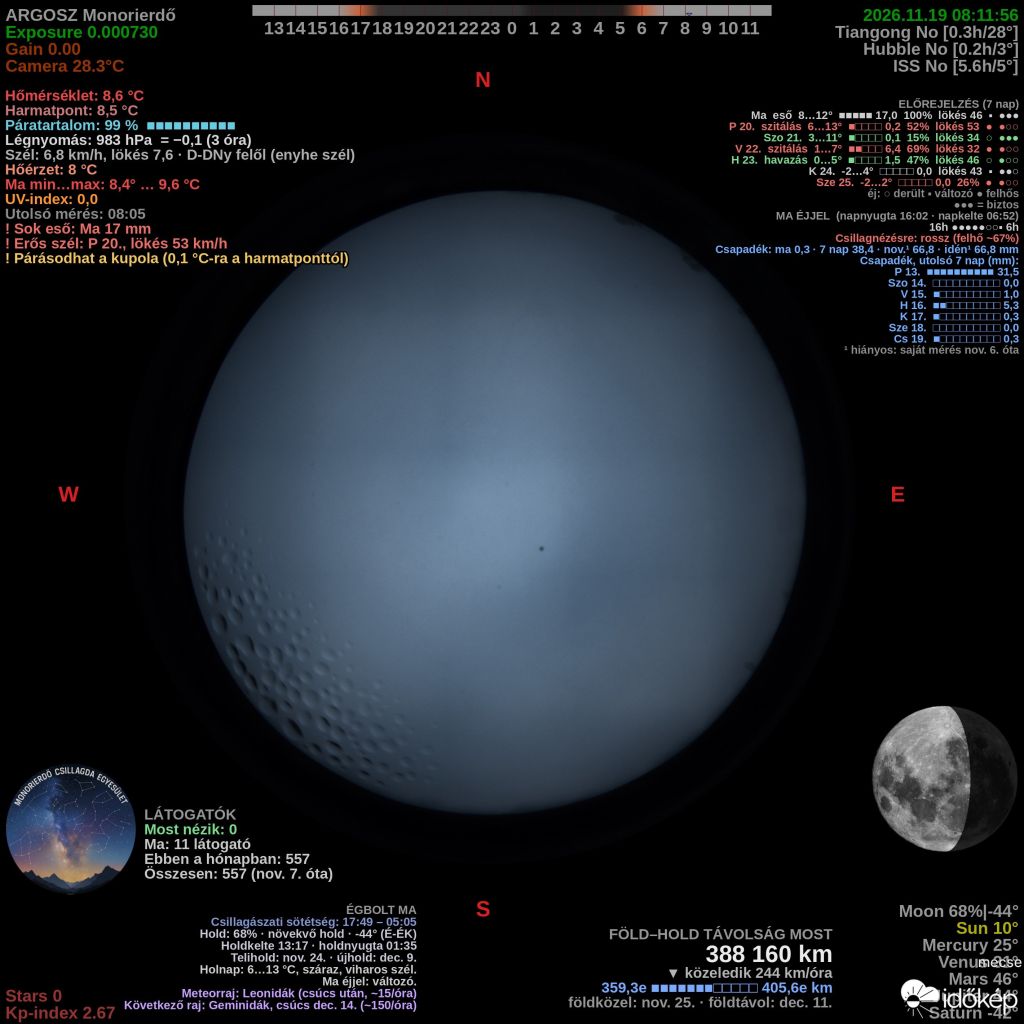 ARGOSZ Monorierdő
Exposure 0.000730
Gain 0.00
Camera 28.3°C
13 14 15 16 17 18 19 20 21 22 23 0 1 2 3 4 5 6 7 8 9 10 11
2026.11.19 08:11:56
Tiangong No [0.3h/28°]
Hubble No [0.2h/3°]
ISS No [5.6h/5°]
N
Hőmérséklet: 8,6 °C
Harmatpont: 8,5 °C
Páratartalom: 99 % ■■■■■■■■■■
Légnyomás: 983 hPa = −0,1 (3 óra)
Szél: 6,8 km/h, lökés 7,6 · D-DNy felől (enyhe szél)
Hőérzet: 8 °C
Ma min…max: 8,4° … 9,6 °C
UV-index: 0,0
Utolsó mérés: 08:05
! Sok eső: Ma 17 mm
! Erős szél: P 20., lökés 53 km/h
! Párásodhat a kupola (0,1 °C-ra a harmatponttól)
ELŐREJELZÉS (7 nap)
Ma eső 8…12° ■■■■■ 17,0 100% lökés 46 ▪ ●●●
P 20. szitálás 6…13° ■□□□□ 0,2 52% lökés 53 ● ●○○
Szo 21. 3…11° ■□□□□ 0,1 15% lökés 34 ○ ●●●
V 22. szitálás 1…7° ■■□□□ 6,4 69% lökés 32 ● ●○○
H 23. havazás 0…5° ■□□□□ 1,5 47% lökés 46 ○ ●○○
K 24. -2…4° □□□□□ 0,0 lökés 43 ▪ ●●○
Sze 25. -2…2° □□□□□ 0,0 26% ● ●○○
éj: ○ derült ▪ változó ● felhős
●●● = biztos
MA ÉJJEL (napnyugta 16:02 · napkelte 06:52)
16h ●●●●●○○▪ 6h
Csillagnézésre: rossz (felhő ~67%)
Csapadék: ma 0,3 · 7 nap 38,4 · nov.¹ 66,8 · idén¹ 66,8 mm
Csapadék, utolsó 7 nap (mm):
P 13. ■■■■■■■■■■ 31,5
Szo 14. □□□□□□□□□□ 0,0
V 15. ■□□□□□□□□□ 1,0
H 16. ■■□□□□□□□□ 5,3
K 17. ■□□□□□□□□□ 0,3
Sze 18. □□□□□□□□□□ 0,0
Cs 19. ■□□□□□□□□□ 0,3
¹ hiányos: saját mérés nov. 6. óta
W
E
MONORIERDŐ CSILLAGDA EGYESÜLET
LÁTOGATÓK
Most nézik: 0
Ma: 11 látogató
Ebben a hónapban: 557
Összesen: 557 (nov. 7. óta)
S
ÉGBOLT MA
Csillagászati sötétség: 17:49 – 05:05
Hold: 68% · növekvő hold · -44° (É-ÉK)
Holdkelte 13:17 · holdnyugta 01:35
Telihold: nov. 24. · újhold: dec. 9.
Holnap: 6…13 °C, száraz, viharos szél.
Ma éjjel: változó.
Meteorraj: Leonidák (csúcs után, ~15/óra)
Következő raj: Geminidák, csúcs dec. 14. (~150/óra)
Stars 0
Kp-index 2.67
FÖLD–HOLD TÁVOLSÁG MOST
388 160 km
▼ közeledik 244 km/óra
359,3e ■■■■■■■□□□□□ 405,6e km
földközel: nov. 25. · földtávol: dec. 11.
Moon 68%|-44°
Sun 10°
Mercury 25°
mecse
Mars 46°
időkép
Saturn -42°